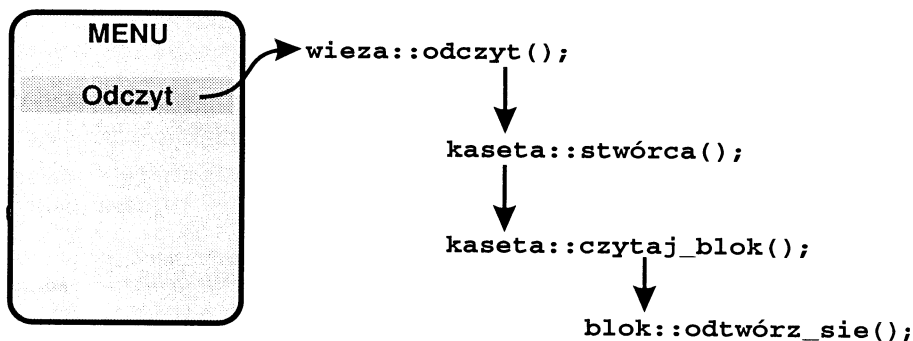 MENU
wieza::odczyt();
Odczyt
kaseta::stwórca();
kaseta::czytaj_blok();
blok::odtwórz_sie();